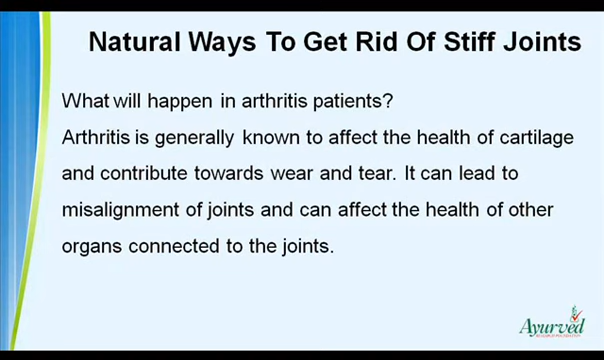 Natural Ways To Get Rid Of Stiff Joints
What will happen in arthritis patients?
Arthritis is generally known to affect the health of cartilage
and contribute towards wear and tear. It can lead to
misalignment of joints and can affect the health of other
organs connected to the joints.
Ayurved